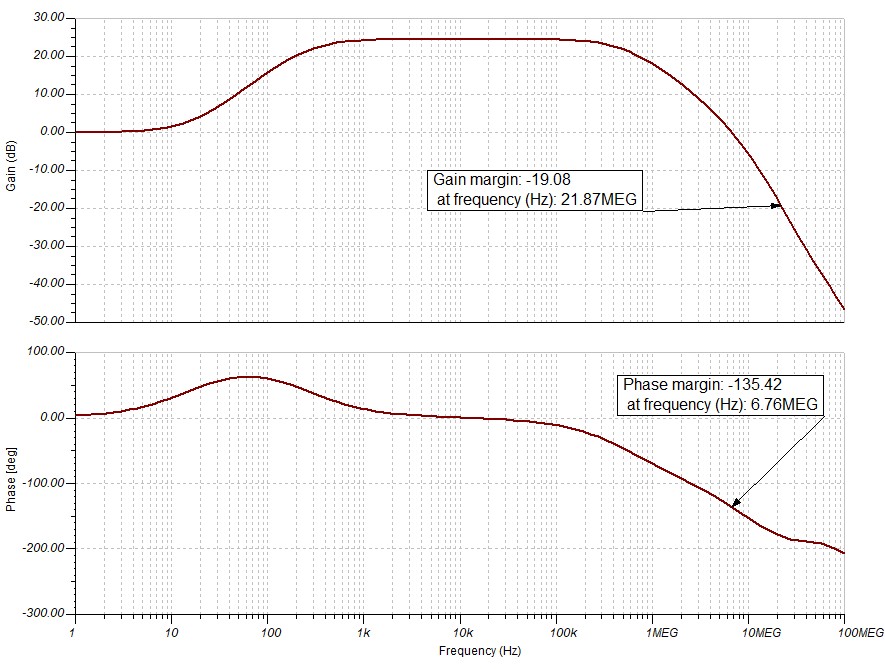 30.00
20.00
10.00
0.00
-10.00
-20.00
-30.00
-40.00
-50.00
Gain (dB)
Gain margin: -19.08
at frequency (Hz): 21.87MEG
100.00
0.00
-100.00
-200.00
-300.00
Phase [deg]
Phase margin: -135.42
at frequency (Hz): 6.76MEG
1 10 100 1k 10k 100k 1MEG 10MEG 100MEG
Frequency (Hz)